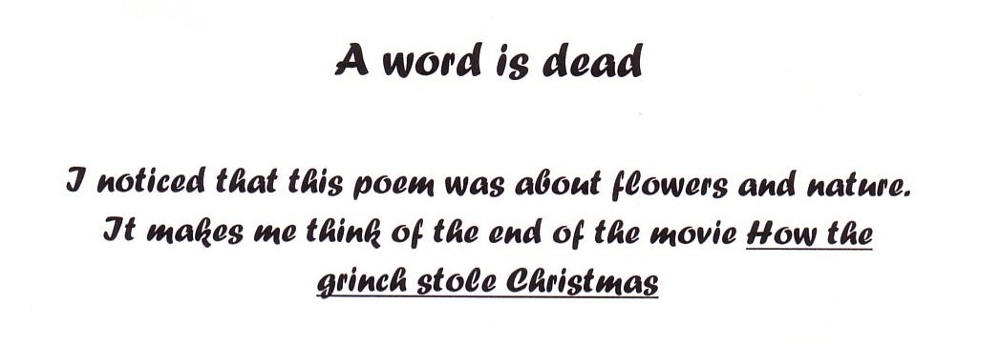 A word is dead
I noticed that this poem was about flowers and nature.
It makes me think of the end of the movie How the
grinch stole Christmas